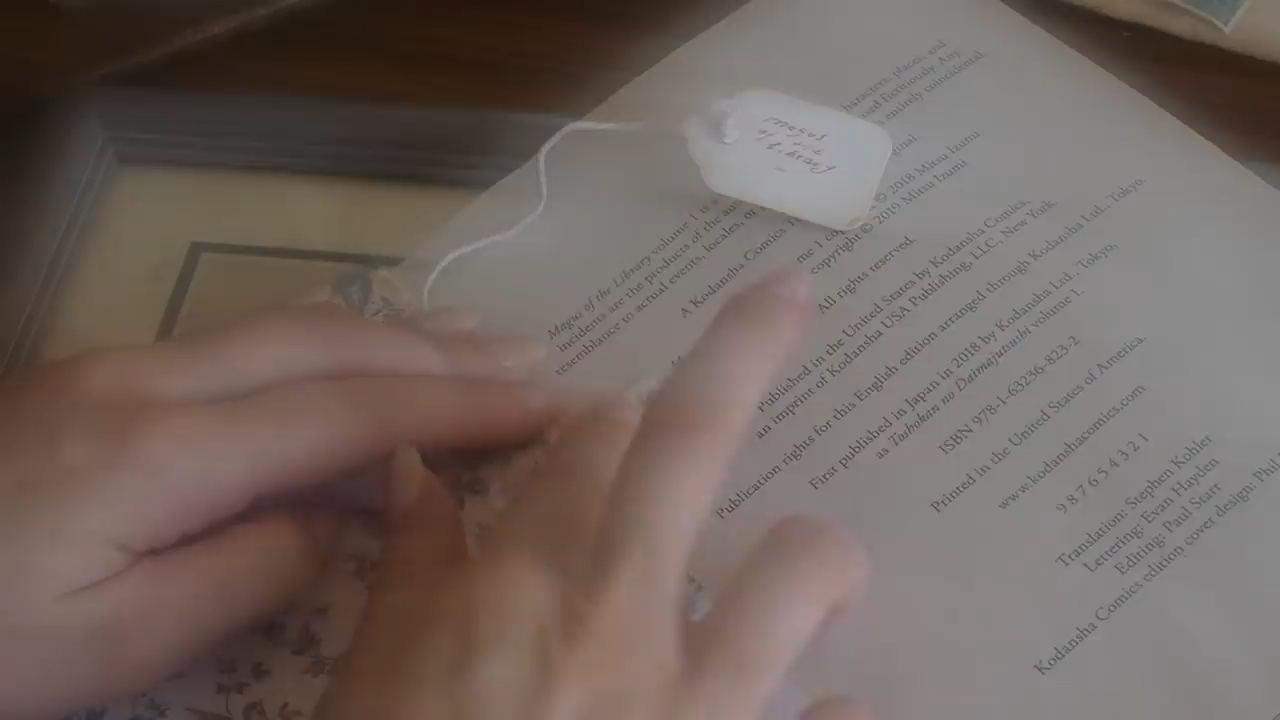 magus
of the
library
haracters, places, and
ed fictitiously. Any
entirely coincidental.
Magus of the Library volume 1 is
incidents are the products of the au
resemblance to actual events, locales, or
A Kodansha Comics T
me 1 cop © 2018 Mitsu Izumi
copyright © 2019 Mitsu Izumi
All rights reserved.
Published in the United States by Kodansha Comics,
an imprint of Kodansha USA Publishing, LLC, New York.
Publication rights for this English edition arranged through Kodansha Ltd., Tokyo.
First published in Japan in 2018 by Kodansha Ltd., Tokyo,
as Toshokan no Daimajutsushi volume 1.
ISBN 978-1-63236-823-2
Printed in the United States of America.
www.kodanshacomics.com
9 8 7 6 5 4 3 2 1
Translation: Stephen Kohler
Lettering: Evan Hayden
Editing: Paul Starr
Kodansha Comics edition cover design: Phil